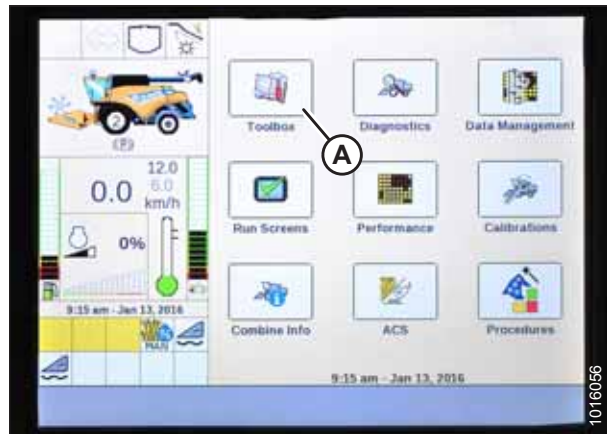 2
(P)
12.0
0.0
6.0
km/h
0%
9:15 am - Jan 13, 2016
MAN
Toolbox
Diagnostics
Data Management
A
Run Screens
Performance
Calibrations
Combine Info
ACS
Procedures
9:15 am - Jan 13, 2016
1016056